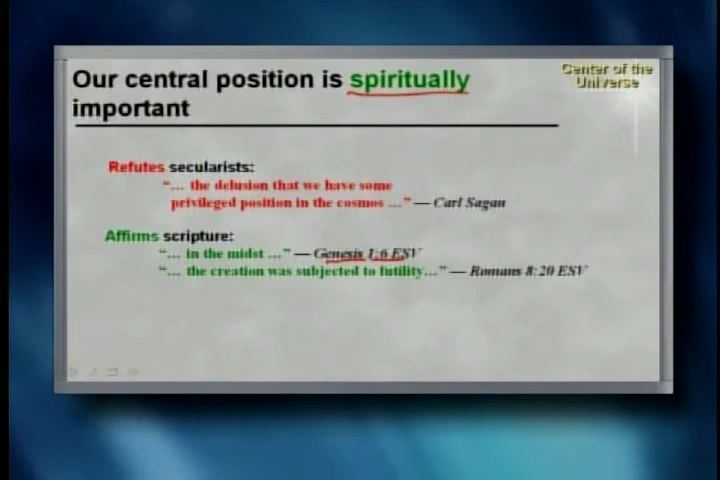 Our central position is spiritually
important
Center of the
Universe
Refutes secularists:
"... the delusion that we have some
privileged position in the cosmos ..." — Carl Sagan
Affirms scripture:
"... in the midst ..." — Genesis 1:6 ESV
"... the creation was subjected to futility..." — Romans 8:20 ESV